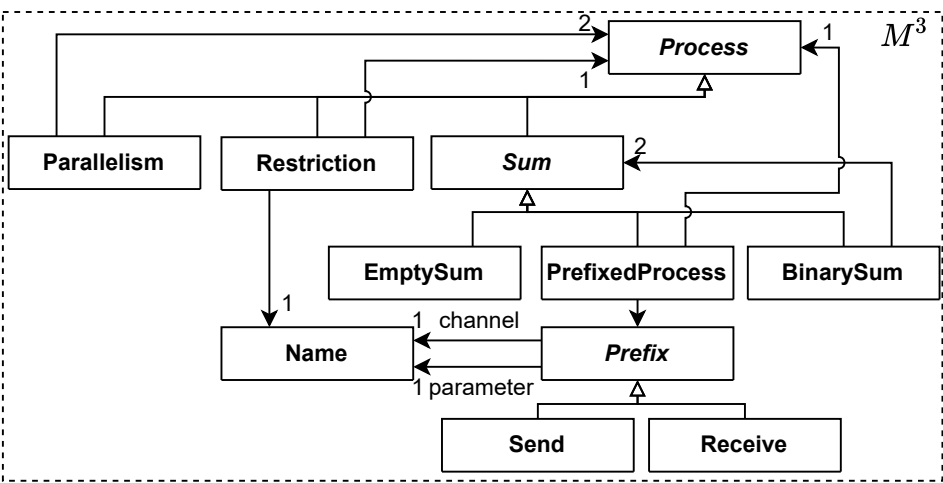 2
Process
1
M³
1
Parallelism
Restriction
Sum
2
EmptySum
PrefixedProcess
BinarySum
1
1 channel
Name
Prefix
1 parameter
Send
Receive